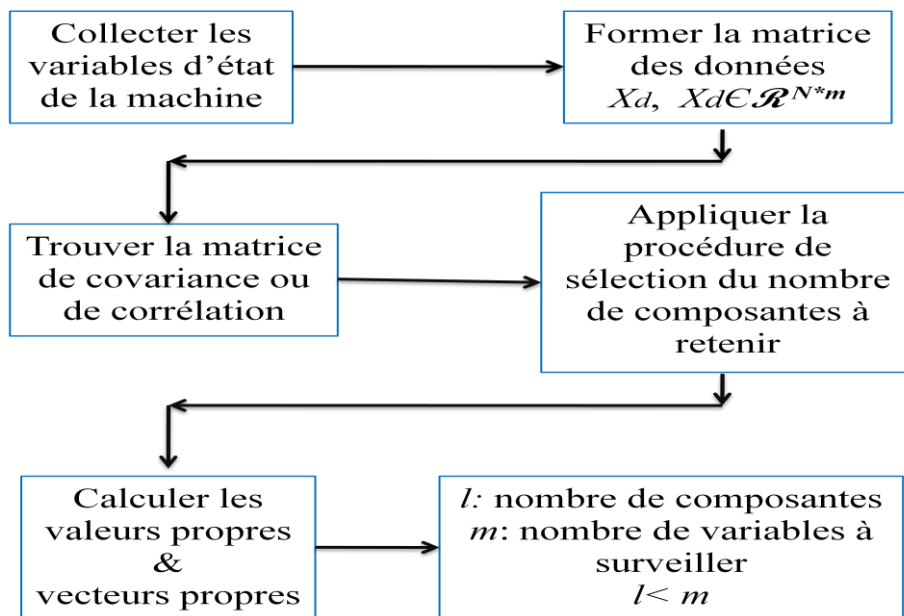 Collecter les
variables d'état
de la machine
Former la matrice
des données
Xd, XdЄ ℛ^N*m
Trouver la matrice
de covariance ou
de corrélation
Appliquer la
procédure de
sélection du nombre
de composantes à
retenir
Calculer les
valeurs propres
&
vecteurs propres
l: nombre de composantes
m: nombre de variables à
surveiller
l< m